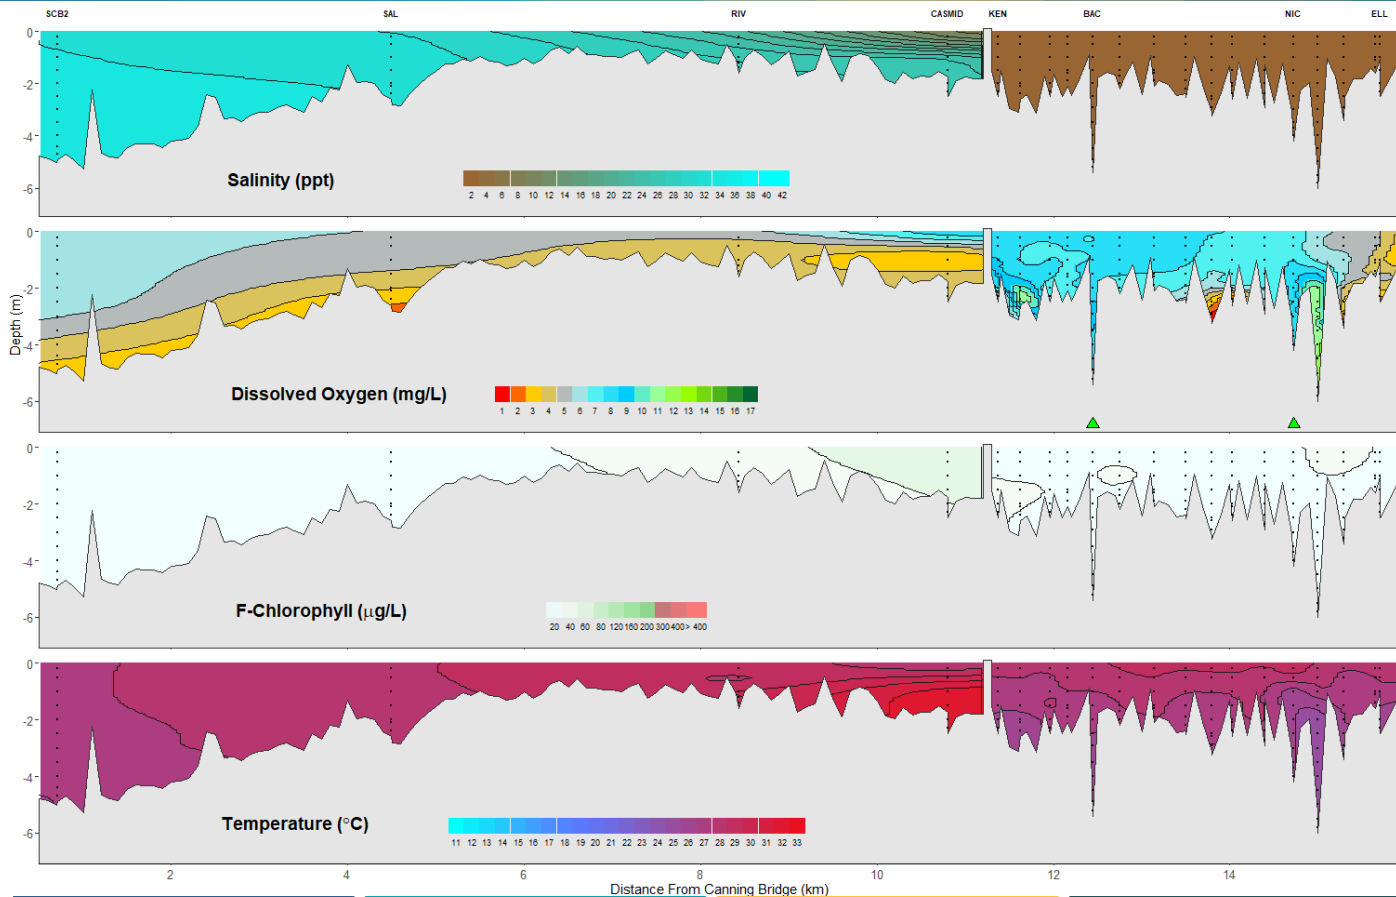 SCB2 SAL RIV CASMID KEN BAC NIC ELL
0
-2
-4
-6
Salinity (ppt)
2 4 6 8 10 12 14 16 18 20 22 24 26 28 30 32 34 36 38 40 42
0
-2
-4
-6
Depth (m)
Dissolved Oxygen (mg/L)
1 2 3 4 5 6 7 8 9 10 11 12 13 14 15 16 17
0
-2
-4
-6
F-Chlorophyll (μg/L)
20 40 60 80 120 160 200 300 400 > 400
0
-2
-4
-6
Temperature (°C)
11 12 13 14 15 16 17 18 19 20 21 22 23 24 25 26 27 28 29 30 31 32 33
2 4 6 8 10 12 14
Distance From Canning Bridge (km)